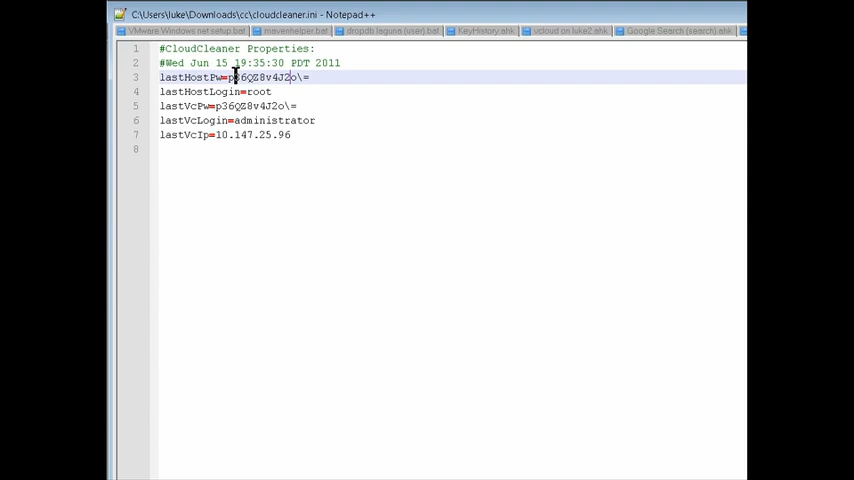 C:\Users\luke\Downloads\cc\cloudcleaner.ini - Notepad++
VMware Windows net setup.bat mavenhelper.bat dropdb laguna (user).bat KeyHistory.ahk vcloud on luke2.ahk Google Search (search).ahk
1 #CloudCleaner Properties:
2 #Wed Jun 15 19:35:30 PDT 2011
3 lastHostPw=p36QZ8v4J2o\=
4 lastHostLogin=root
5 lastVcPw=p36QZ8v4J2o\=
6 lastVcLogin=administrator
7 lastVcIp=10.147.25.96
8